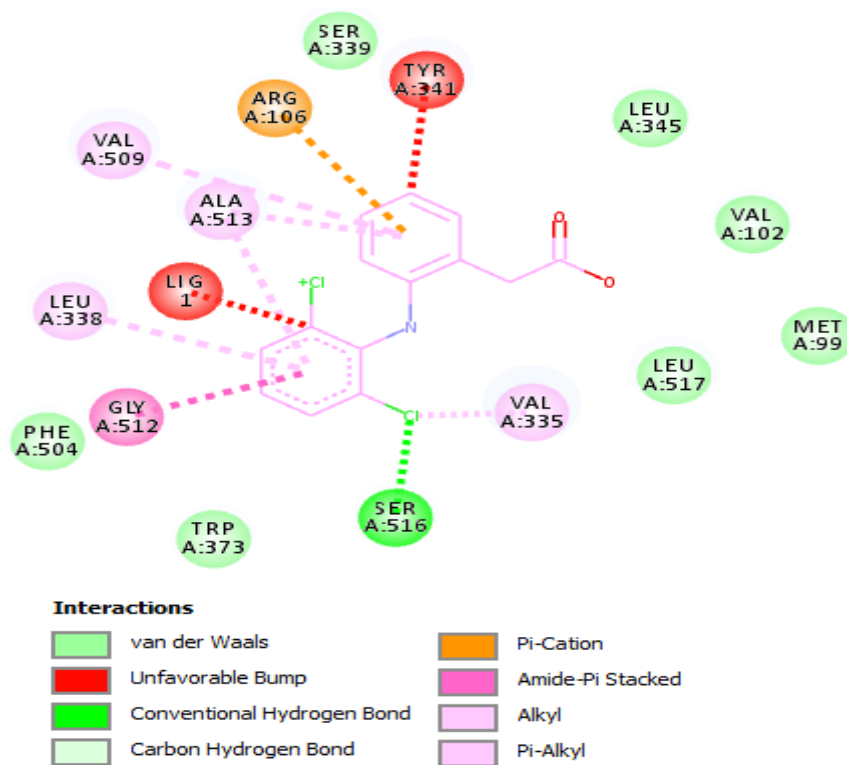 SER
A:339
TYR
A:341
ARG
A:106
LEU
A:345
VAL
A:509
ALA
A:513
VAL
A:102
O
+Cl
O
LIG
1
LEU
A:338
N
MET
A:99
LEU
A:517
GLY
A:512
Cl
VAL
A:335
PHE
A:504
SER
A:516
TRP
A:373
Interactions
van der Waals
Unfavorable Bump
Conventional Hydrogen Bond
Carbon Hydrogen Bond
Pi-Cation
Amide-Pi Stacked
Alkyl
Pi-Alkyl